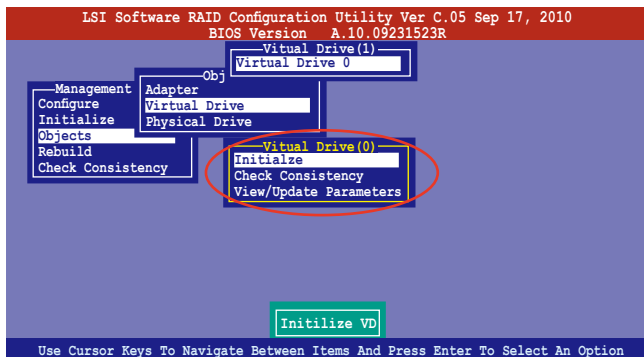 LSI Software RAID Configuration Utility Ver C.05 Sep 17, 2010
BIOS Version A.10.09231523R
Vitual Drive(1)
Virtual Drive 0
Obj
Adapter
Virtual Drive
Physical Drive
Management
Configure
Initialize
Objects
Rebuild
Check Consistency
Vitual Drive(0)
Initialze
Check Consistency
View/Update Parameters
Initilize VD
Use Cursor Keys To Navigate Between Items And Press Enter To Select An Option